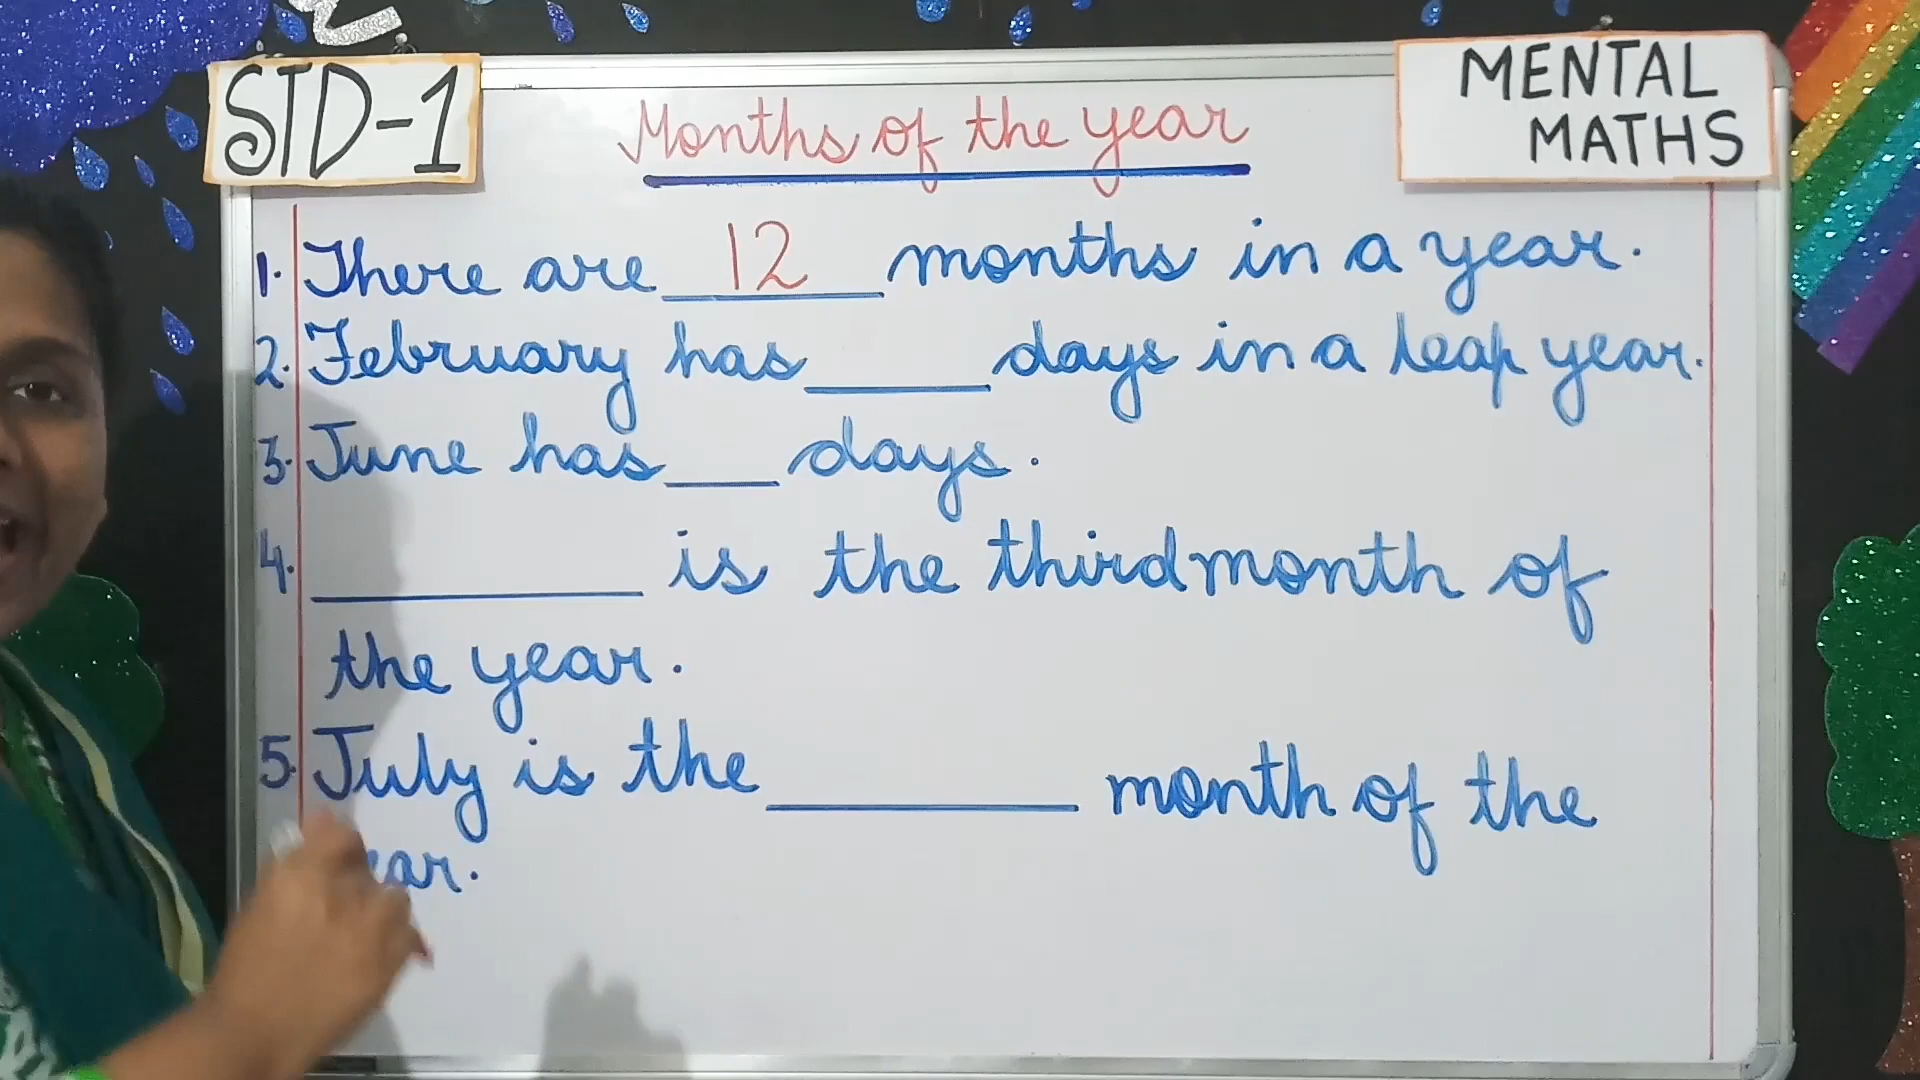 STD-1
Months of the year
MENTAL
MATHS
1. There are 12 months in a year.
2. February has ____ days in a leap year.
3. June has ___ days.
4. ________ is the third month of
the year.
5. July is the ________ month of the
ear.